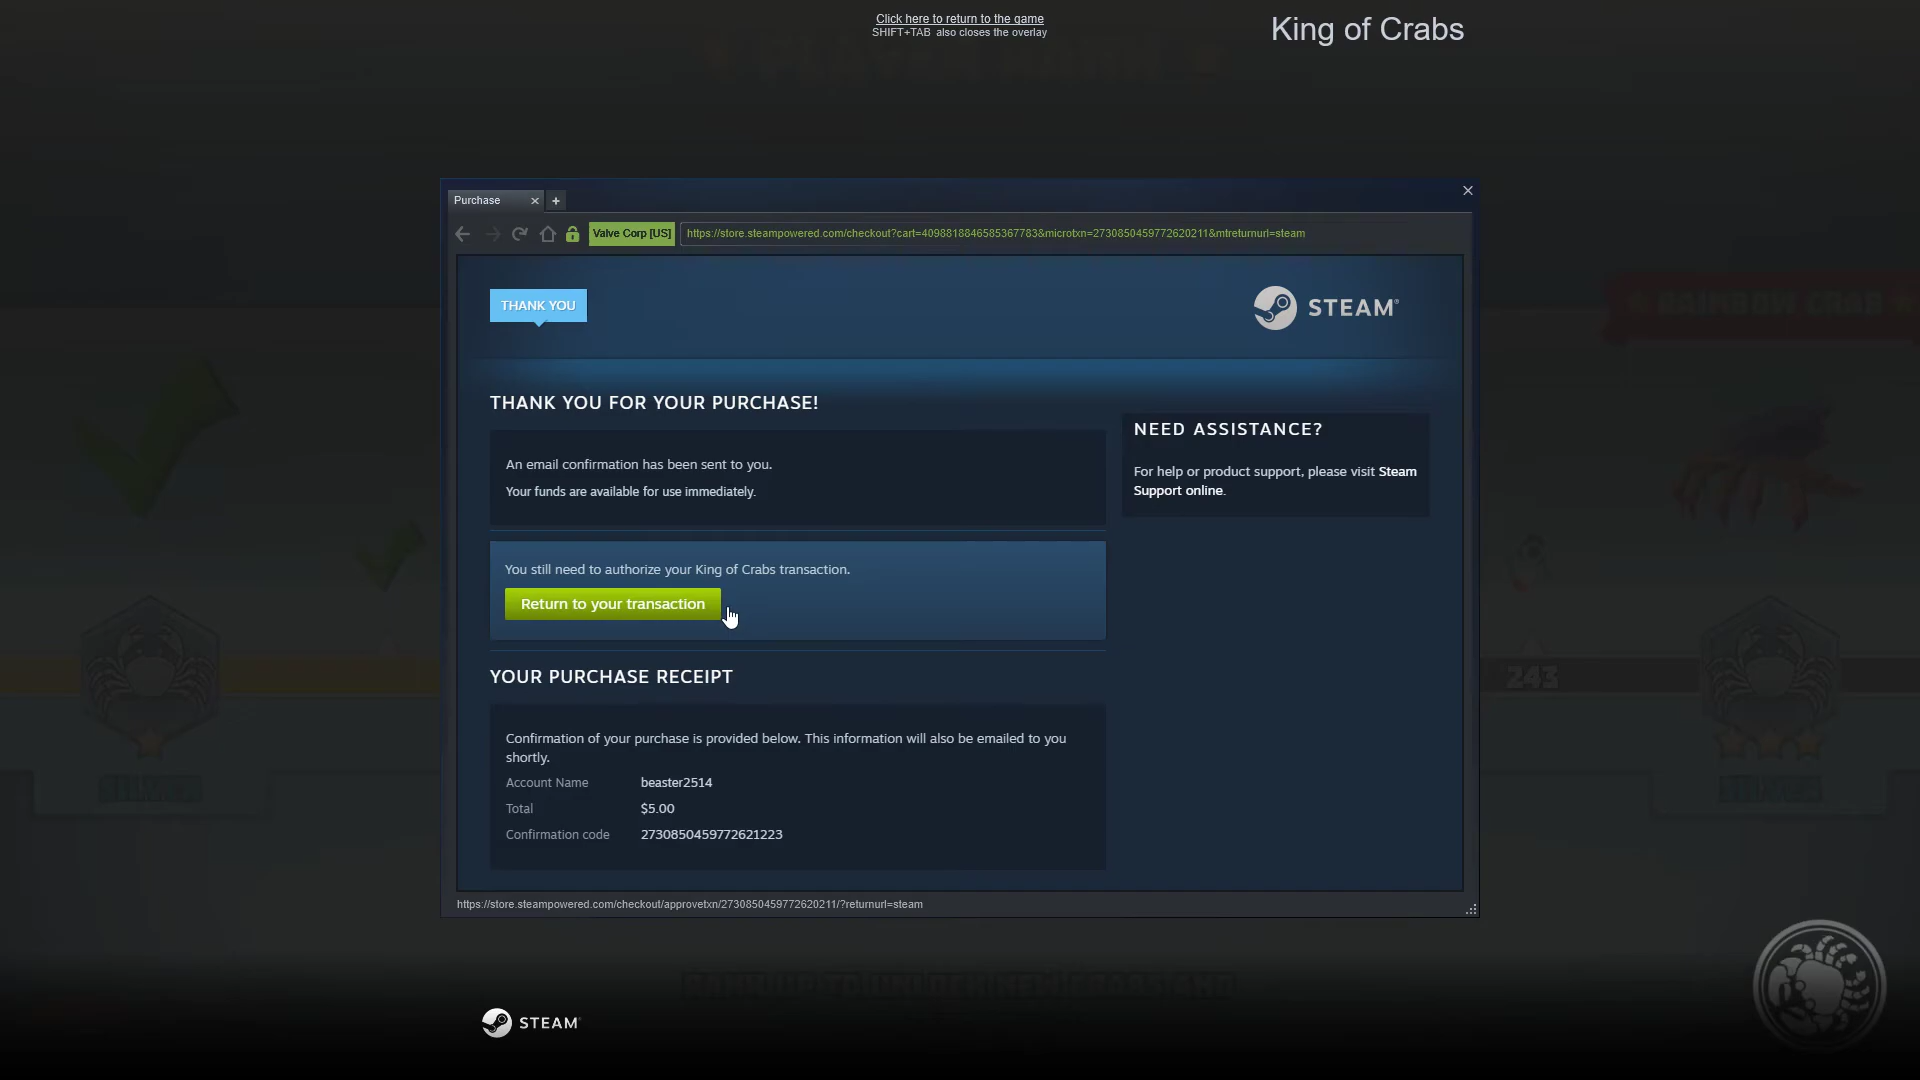 Click here to return to the game
SHIFT+TAB also closes the overlay
King of Crabs
Purchase
Valve Corp [US]
https://store.steampowered.com/checkout?cart=4098818846585367783&microtxn=2730850459772620211&mtreturnurl=steam
THANK YOU
STEAM®
THANK YOU FOR YOUR PURCHASE!
An email confirmation has been sent to you.
Your funds are available for use immediately.
NEED ASSISTANCE?
For help or product support, please visit Steam
Support online.
You still need to authorize your King of Crabs transaction.
Return to your transaction
YOUR PURCHASE RECEIPT
Confirmation of your purchase is provided below. This information will also be emailed to you
shortly.
Account Name beaster2514
Total $5.00
Confirmation code 2730850459772621223
https://store.steampowered.com/checkout/approvetxn/2730850459772620211/?returnurl=steam
RAINBOW CRAB
243
STEAM®